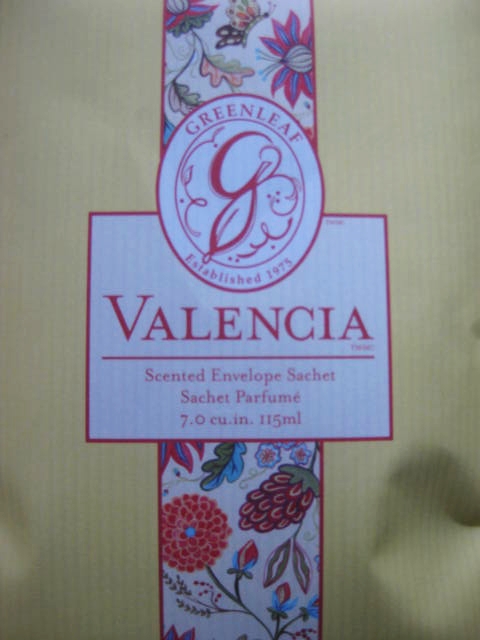 GREENLEAF
g
Established 1975
VALENCIA
Scented Envelope Sachet
Sachet Parfumé
7.0 cu.in. 115ml